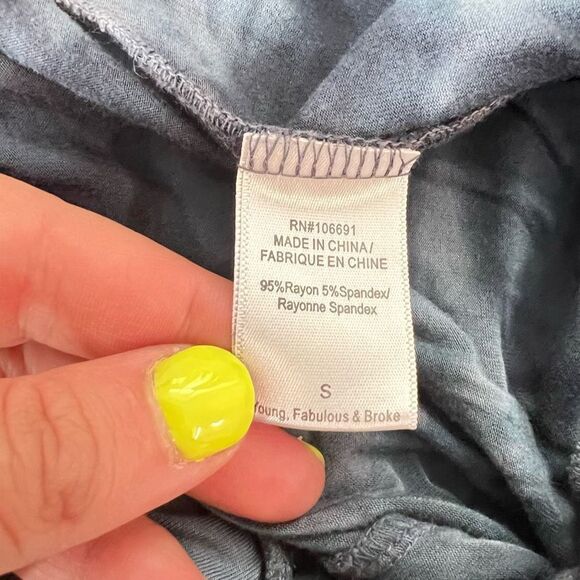 RN#106691
MADE IN CHINA/
FABRIQUE EN CHINE
95%Rayon 5%Spandex/
Rayonne Spandex
S
Young, Fabulous & Broke